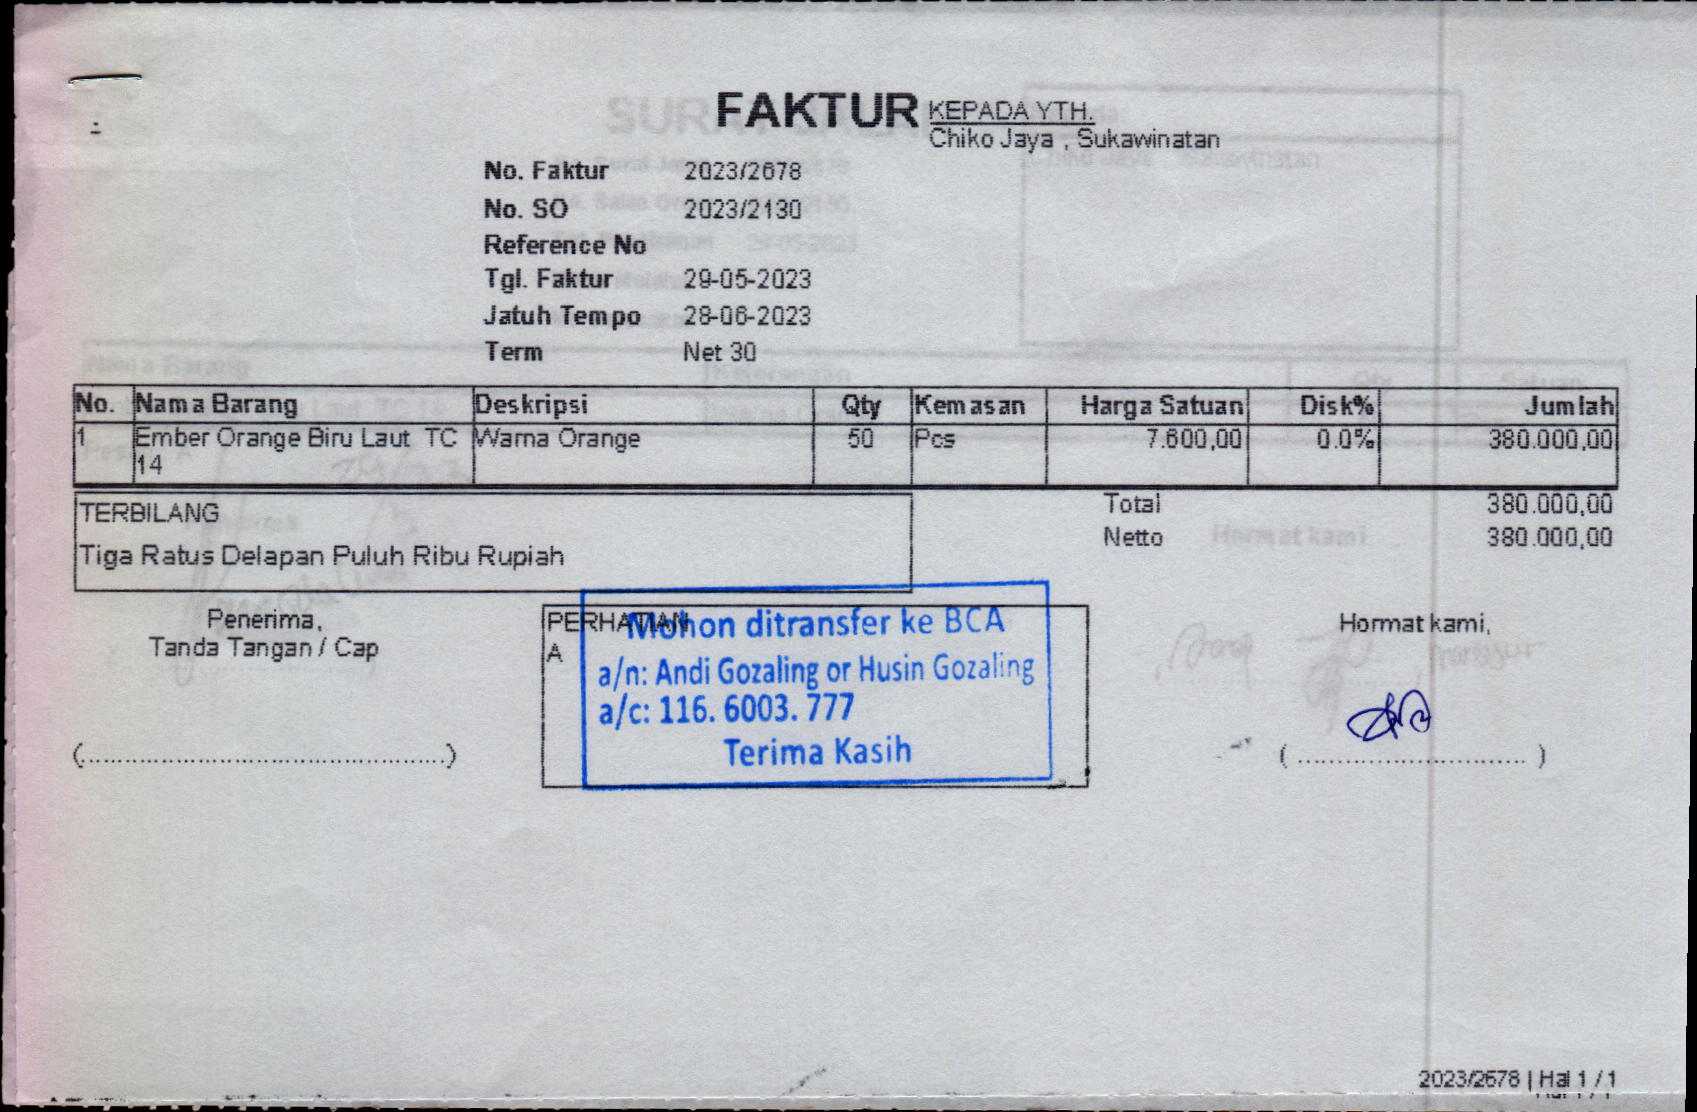 FAKTUR
KEPADA YTH.
Chiko Jaya , Sukawinatan
No. Faktur 2023/2678
No. SO 2023/2130
Reference No
Tgl. Faktur 29-05-2023
Jatuh Tempo 28-06-2023
Term Net 30
No. Nama Barang Deskripsi Qty Kemasan Harga Satuan Disk% Jumlah
1 Ember Orange Biru Laut TC Warna Orange 50 Pcs 7.600,00 0.0% 380.000,00
14
Total 380.000,00
Netto 380.000,00
TERBILANG
Tiga Ratus Delapan Puluh Ribu Rupiah
Penerima,
Tanda Tangan / Cap
(................................................)
PERHATIAN
A
Mohon ditransfer ke BCA
a/n: Andi Gozaling or Husin Gozaling
a/c: 116. 6003. 777
Terima Kasih
Hormat kami,
( .............................. )
2023/2678 | Hal 1 / 1